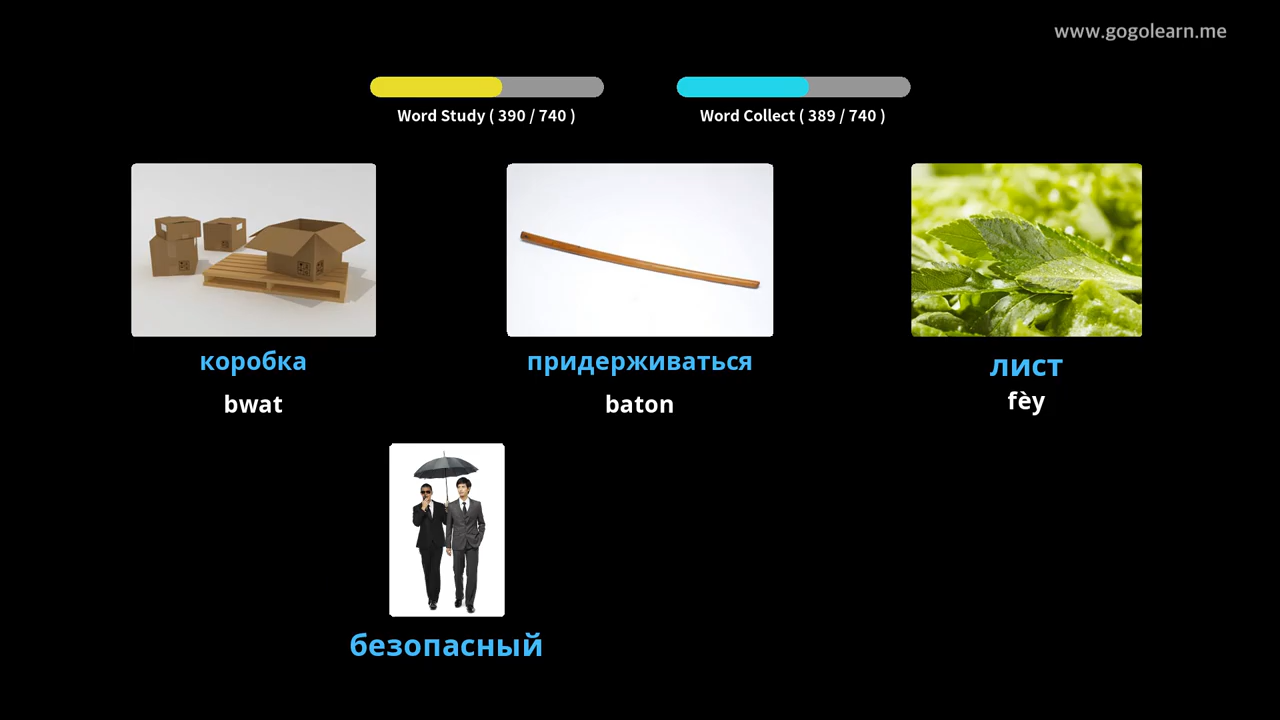 www.gogolearn.me
Word Study ( 390 / 740 )
Word Collect ( 389 / 740 )
коробка
придерживаться
лист
bwat
baton
fèy
безопасный